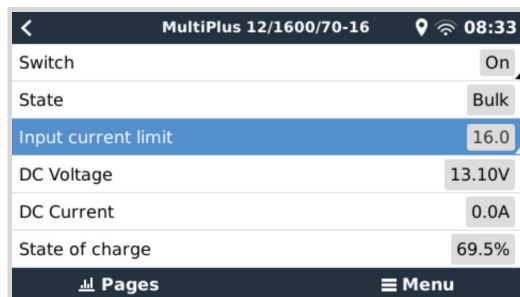 MultiPlus 12/1600/70-16 08:33
Switch On
State Bulk
Input current limit 16.0
DC Voltage 13.10V
DC Current 0.0A
State of charge 69.5%
Pages Menu